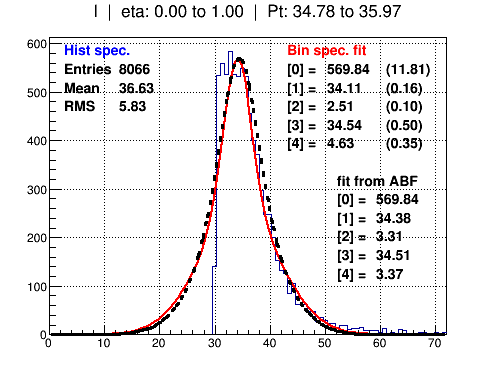 I | eta: 0.00 to 1.00 | Pt: 34.78 to 35.97
Hist spec.
Entries 8066
Mean 36.63
RMS 5.83
Bin spec. fit
[0] = 569.84 (11.81)
[1] = 34.11 (0.16)
[2] = 2.51 (0.10)
[3] = 34.54 (0.50)
[4] = 4.63 (0.35)
fit from ABF
[0] = 569.84
[1] = 34.38
[2] = 3.31
[3] = 34.51
[4] = 3.37
600
500
400
300
200
100
0
0 10 20 30 40 50 60 70